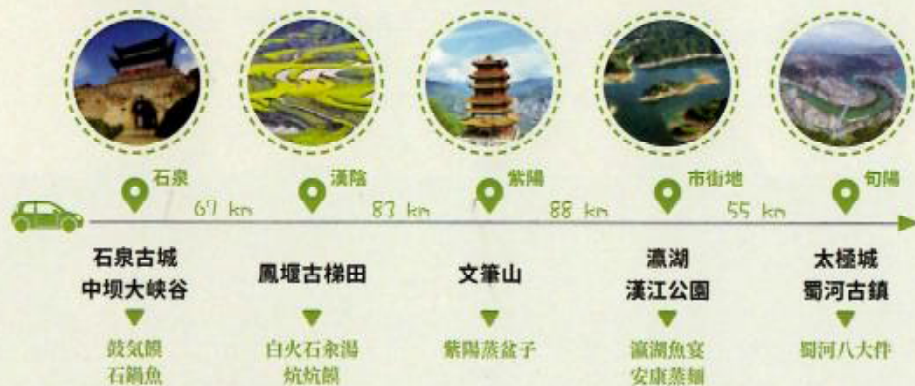 石泉
漢陰
紫陽
市街地
旬陽
67 km
83 km
88 km
55 km
石泉古城
中坝大峡谷
鳳堰古梯田
文筆山
瀛湖
漢江公園
太極城
蜀河古鎮
鼓気饃
石鍋魚
白火石汆湯
炕炕饃
紫陽蒸盆子
瀛湖魚宴
安康蒸麺
蜀河八大件